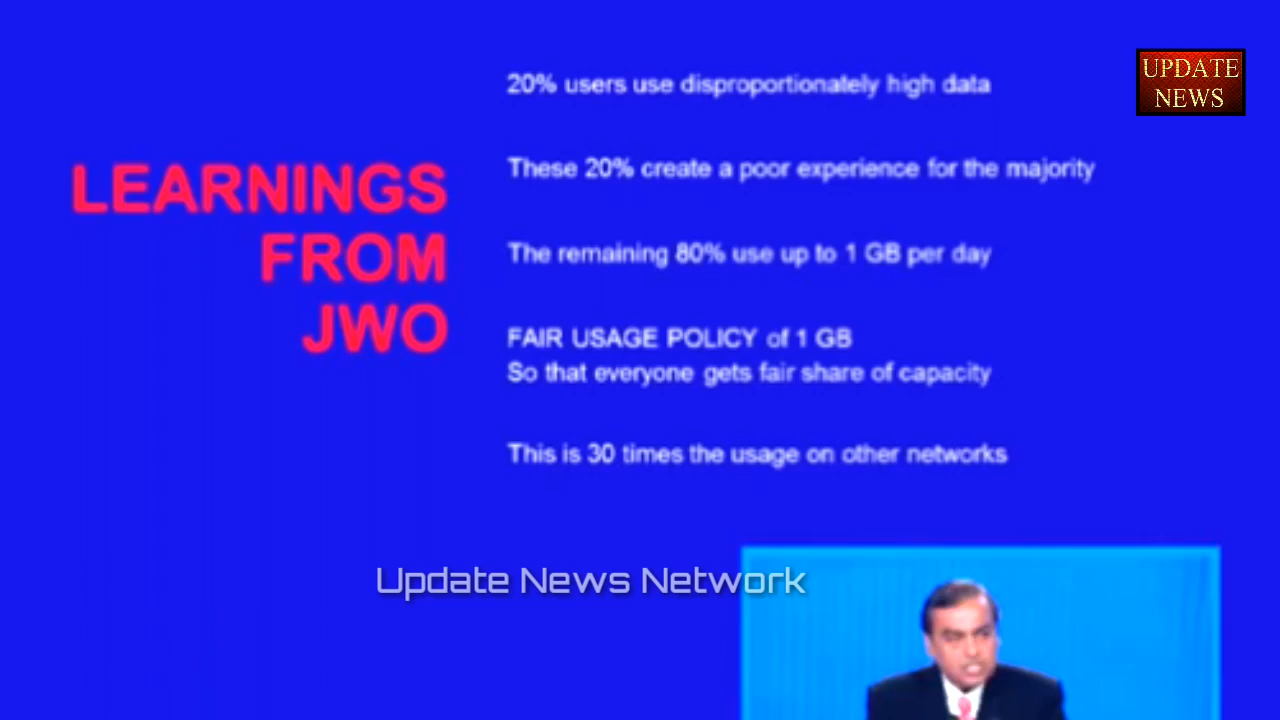 UPDATE
NEWS
LEARNINGS
FROM
JWO
20% users use disproportionately high data
These 20% create a poor experience for the majority
The remaining 80% use up to 1 GB per day
FAIR USAGE POLICY of 1 GB
So that everyone gets fair share of capacity
This is 30 times the usage on other networks
Update News Network